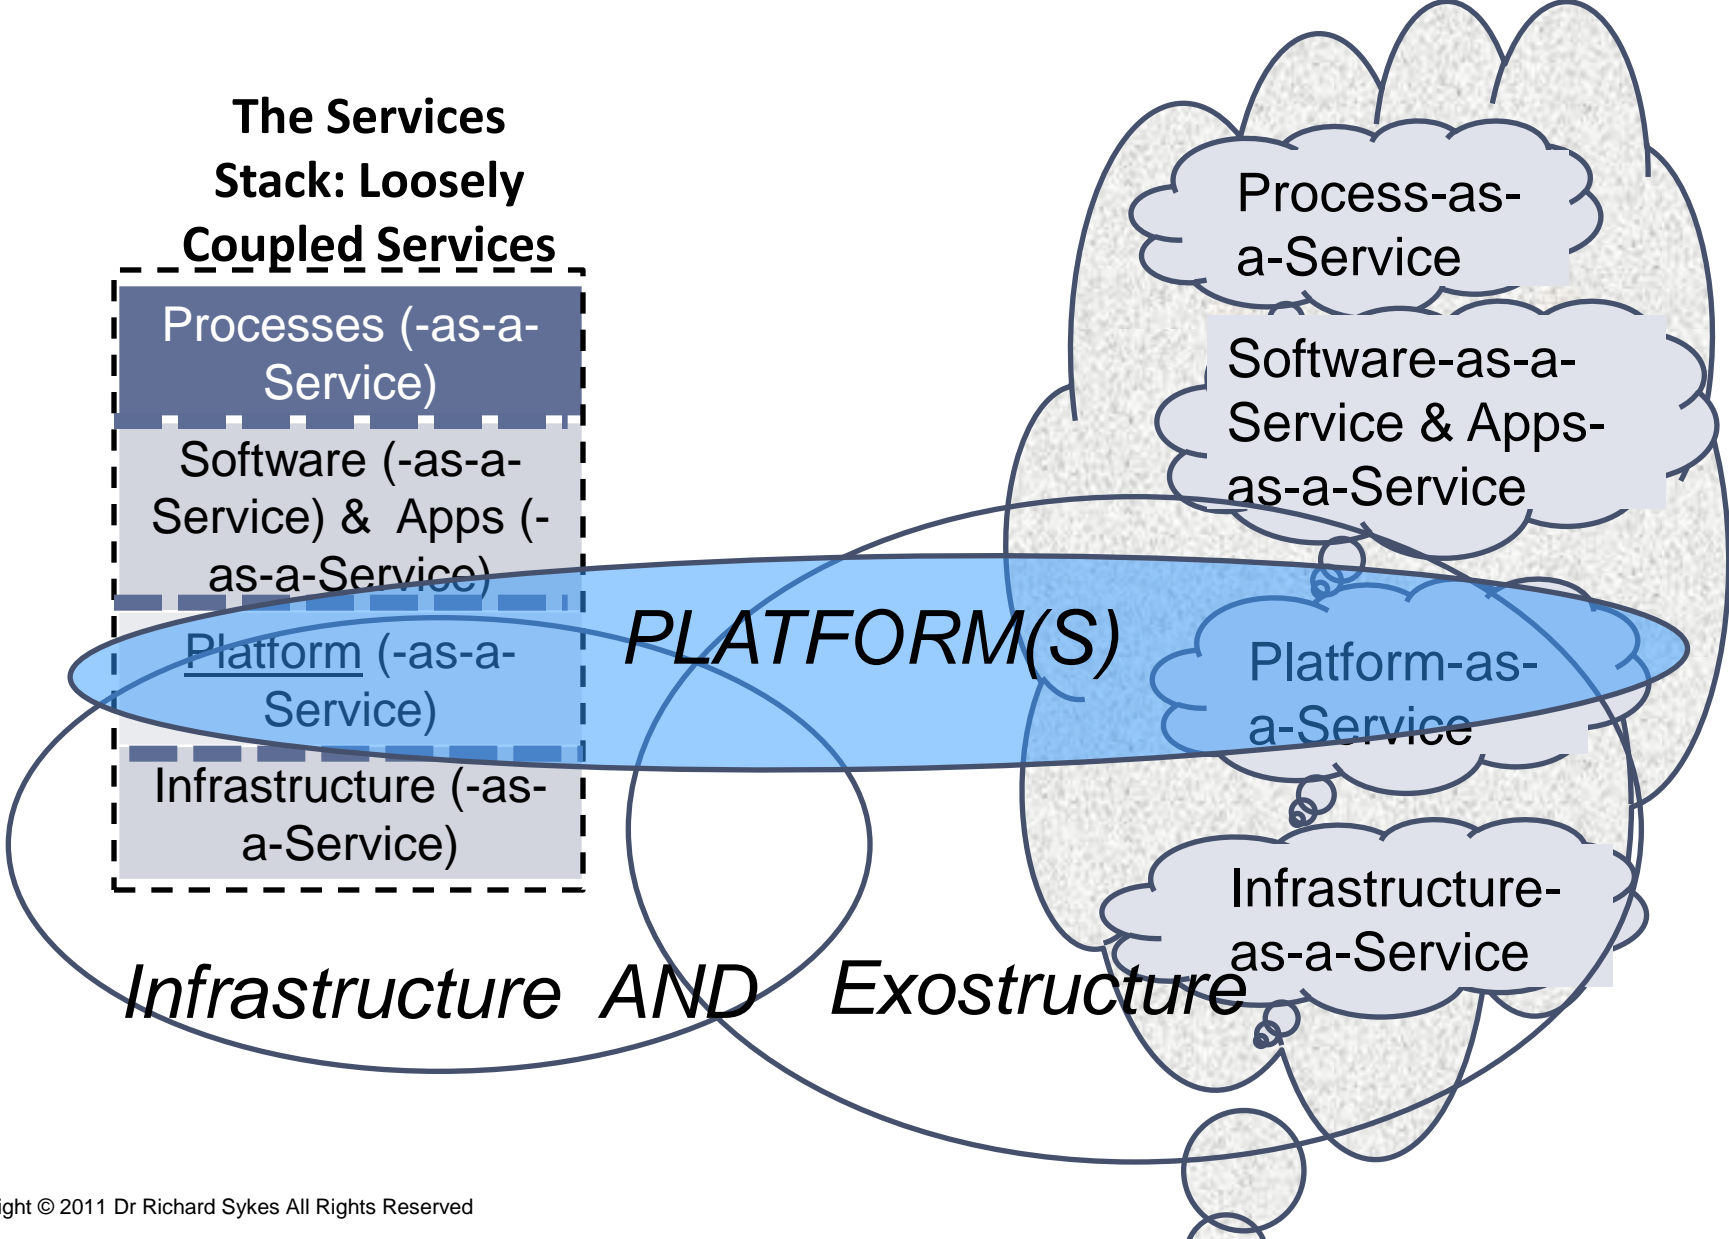 The Services
Stack: Loosely
Coupled Services
Processes (-as-a-
Service)
Software (-as-a-
Service) & Apps (-
as-a-Service)
Platform (-as-a-
Service)
Infrastructure (-as-
a-Service)
PLATFORM(S)
Process-as-
a-Service
Software-as-a-
Service & Apps-
as-a-Service
Platform-as-
a-Service
Infrastructure-
as-a-Service
Infrastructure AND Exostructure
ight © 2011 Dr Richard Sykes All Rights Reserved